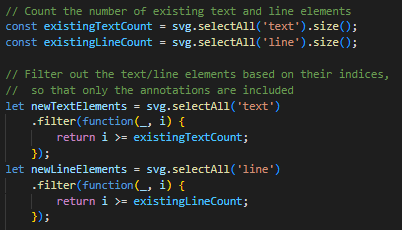 // Count the number of existing text and line elements
const existingTextCount = svg.selectAll('text').size();
const existingLineCount = svg.selectAll('line').size();

// Filter out the text/line elements based on their indices,
//  so that only the annotations are included
let newTextElements = svg.selectAll('text')
    .filter(function(_, i) {
        return i >= existingTextCount;
    });
let newLineElements = svg.selectAll('line')
    .filter(function(_, i) {
        return i >= existingLineCount;
    });